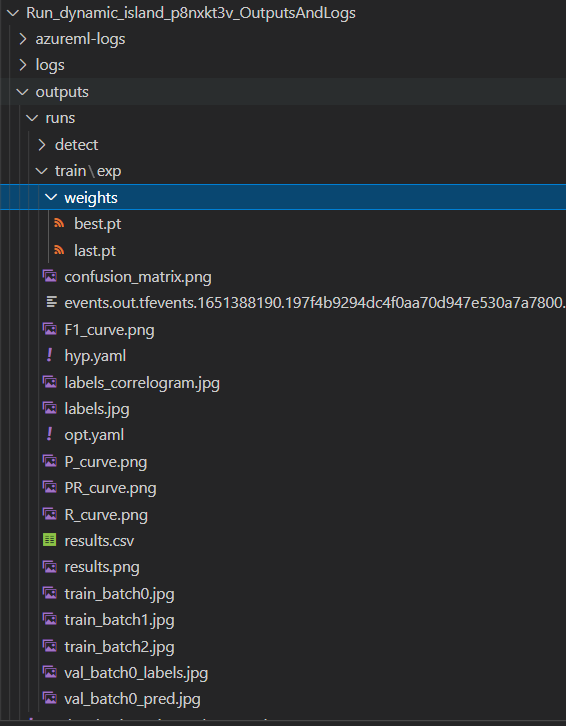 Run_dynamic_island_p8nxkt3v_OutputsAndLogs
azureml-logs
logs
outputs
runs
detect
train\exp
weights
best.pt
last.pt
confusion_matrix.png
events.out.tfevents.1651388190.197f4b9294dc4f0aa70d947e530a7a7800.
F1_curve.png
hyp.yaml
labels_correlogram.jpg
labels.jpg
opt.yaml
P_curve.png
PR_curve.png
R_curve.png
results.csv
results.png
train_batch0.jpg
train_batch1.jpg
train_batch2.jpg
val_batch0_labels.jpg
val_batch0_pred.jpg